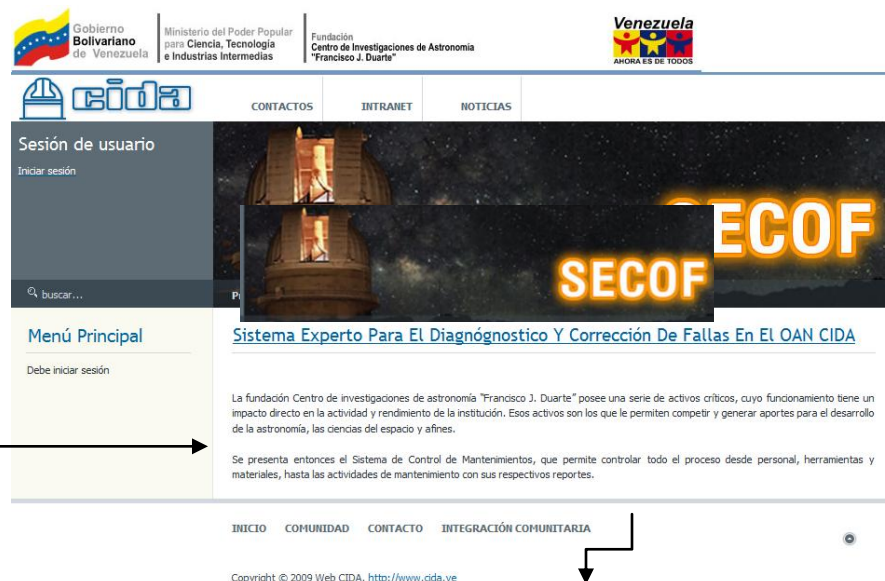 Gobierno
Bolivariano
de Venezuela
Ministerio del Poder Popular
para Ciencia, Tecnología
e Industrias Intermedias
Fundación
Centro de Investigaciones de Astronomía
"Francisco J. Duarte"
Venezuela
AHORA ES DE TODOS
cida
CONTACTOS INTRANET NOTICIAS
Sesión de usuario
Iniciar sesión
ECOF
SECOF
buscar...
Menú Principal
Debe iniciar sesión
Sistema Experto Para El Diagnógnostico Y Corrección De Fallas En El OAN CIDA
La fundación Centro de investigaciones de astronomía "Francisco J. Duarte" posee una serie de activos críticos, cuyo funcionamiento tiene un
impacto directo en la actividad y rendimiento de la institución. Esos activos son los que le permiten competir y generar aportes para el desarrollo
de la astronomía, las ciencias del espacio y afines.
Se presenta entonces el Sistema de Control de Mantenimientos, que permite controlar todo el proceso desde personal, herramientas y
materiales, hasta las actividades de mantenimiento con sus respectivos reportes.
INICIO COMUNIDAD CONTACTO INTEGRACIÓN COMUNITARIA
Copyright © 2009 Web CIDA. http://www.cida.ve